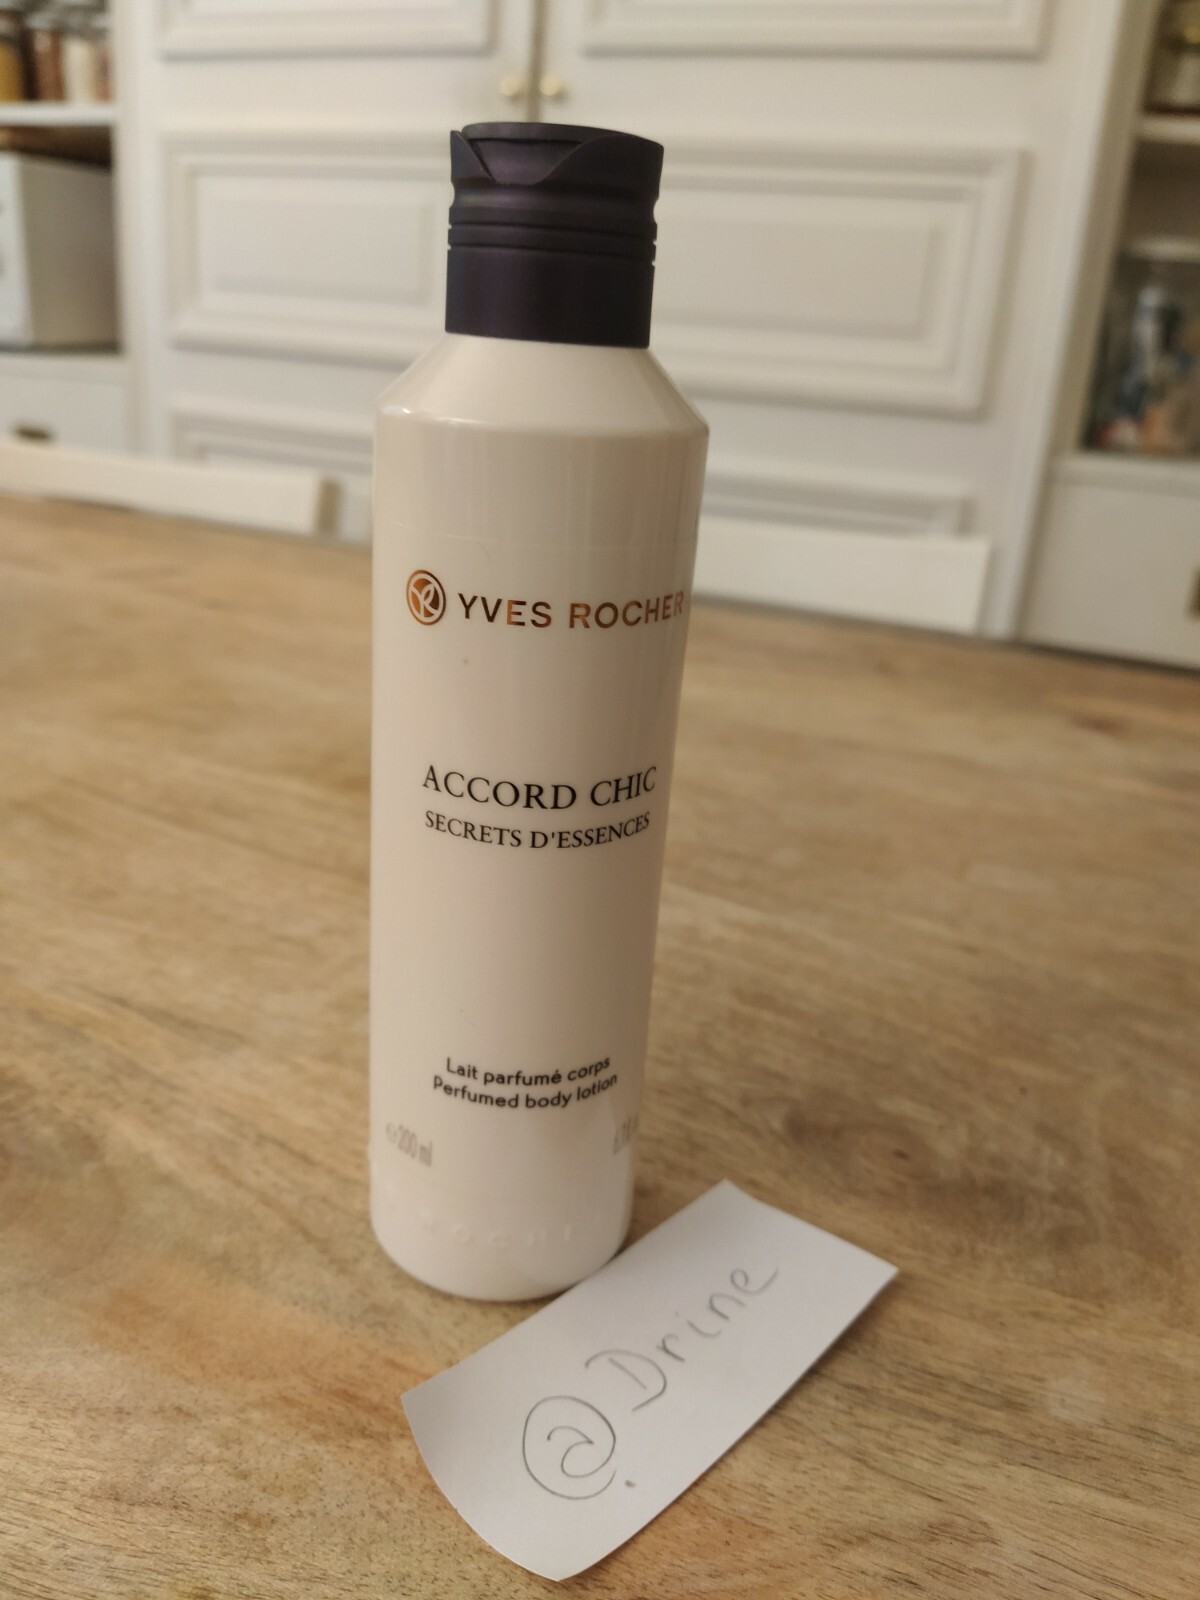 YVES ROCHER
ACCORD CHIC
SECRETS D'ESSENCES
Lait parfumé corps
Perfumed body lotion
℮200 ml
@Drine